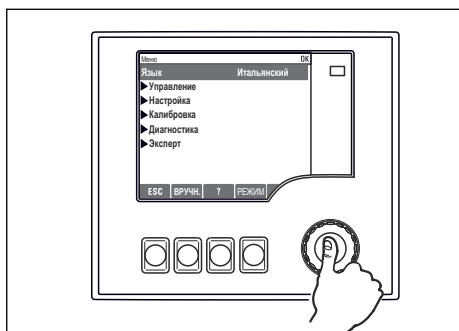 Меню OK
Язык Итальянский
Управление
Настройка
Калибровка
Диагностика
Эксперт
ESC ВРУЧН. ? РЕЖИМ